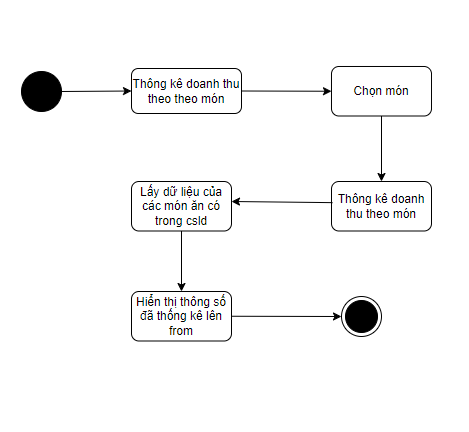 Thông kê doanh thu
theo theo món
Chọn món
Thông kê doanh
thu theo món
Lấy dữ liệu của
các món ăn có
trong csld
Hiển thị thông số
đã thống kê lên
from